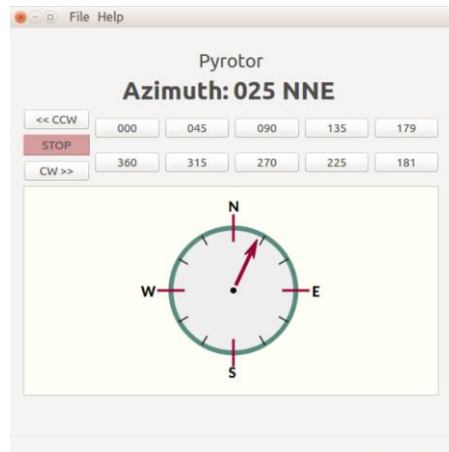 File Help
Pyrotor
Azimuth: 025 NNE
<< CCW
000 045 090 135 179
STOP
360 315 270 225 181
CW >>
N
W E
S